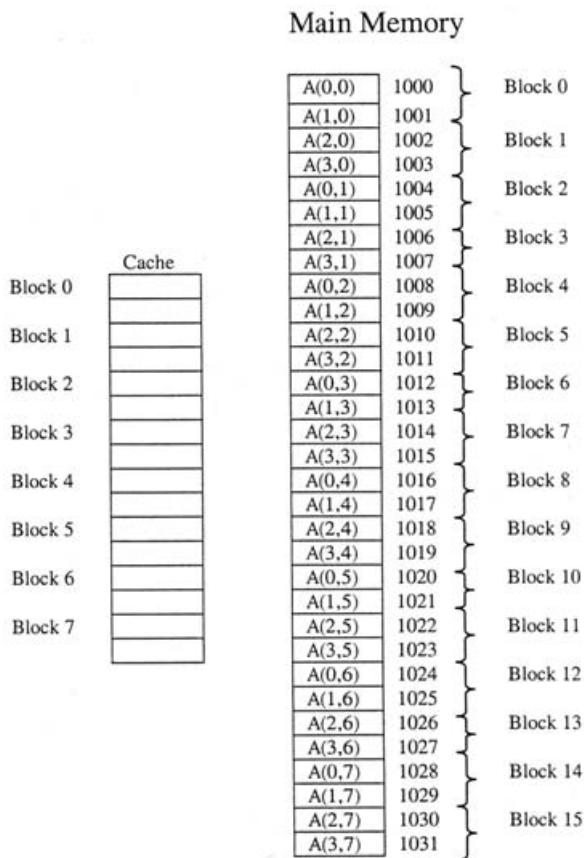 Main Memory
A(0,0) 1000 Block 0
A(1,0) 1001
A(2,0) 1002 Block 1
A(3,0) 1003
A(0,1) 1004 Block 2
A(1,1) 1005
A(2,1) 1006 Block 3
Cache A(3,1) 1007
Block 0 A(0,2) 1008 Block 4
A(1,2) 1009
Block 1 A(2,2) 1010 Block 5
A(3,2) 1011
Block 2 A(0,3) 1012 Block 6
A(1,3) 1013
Block 3 A(2,3) 1014 Block 7
A(3,3) 1015
Block 4 A(0,4) 1016 Block 8
A(1,4) 1017
Block 5 A(2,4) 1018 Block 9
A(3,4) 1019
Block 6 A(0,5) 1020 Block 10
A(1,5) 1021
Block 7 A(2,5) 1022 Block 11
A(3,5) 1023
A(0,6) 1024 Block 12
A(1,6) 1025
A(2,6) 1026 Block 13
A(3,6) 1027
A(0,7) 1028 Block 14
A(1,7) 1029
A(2,7) 1030 Block 15
A(3,7) 1031